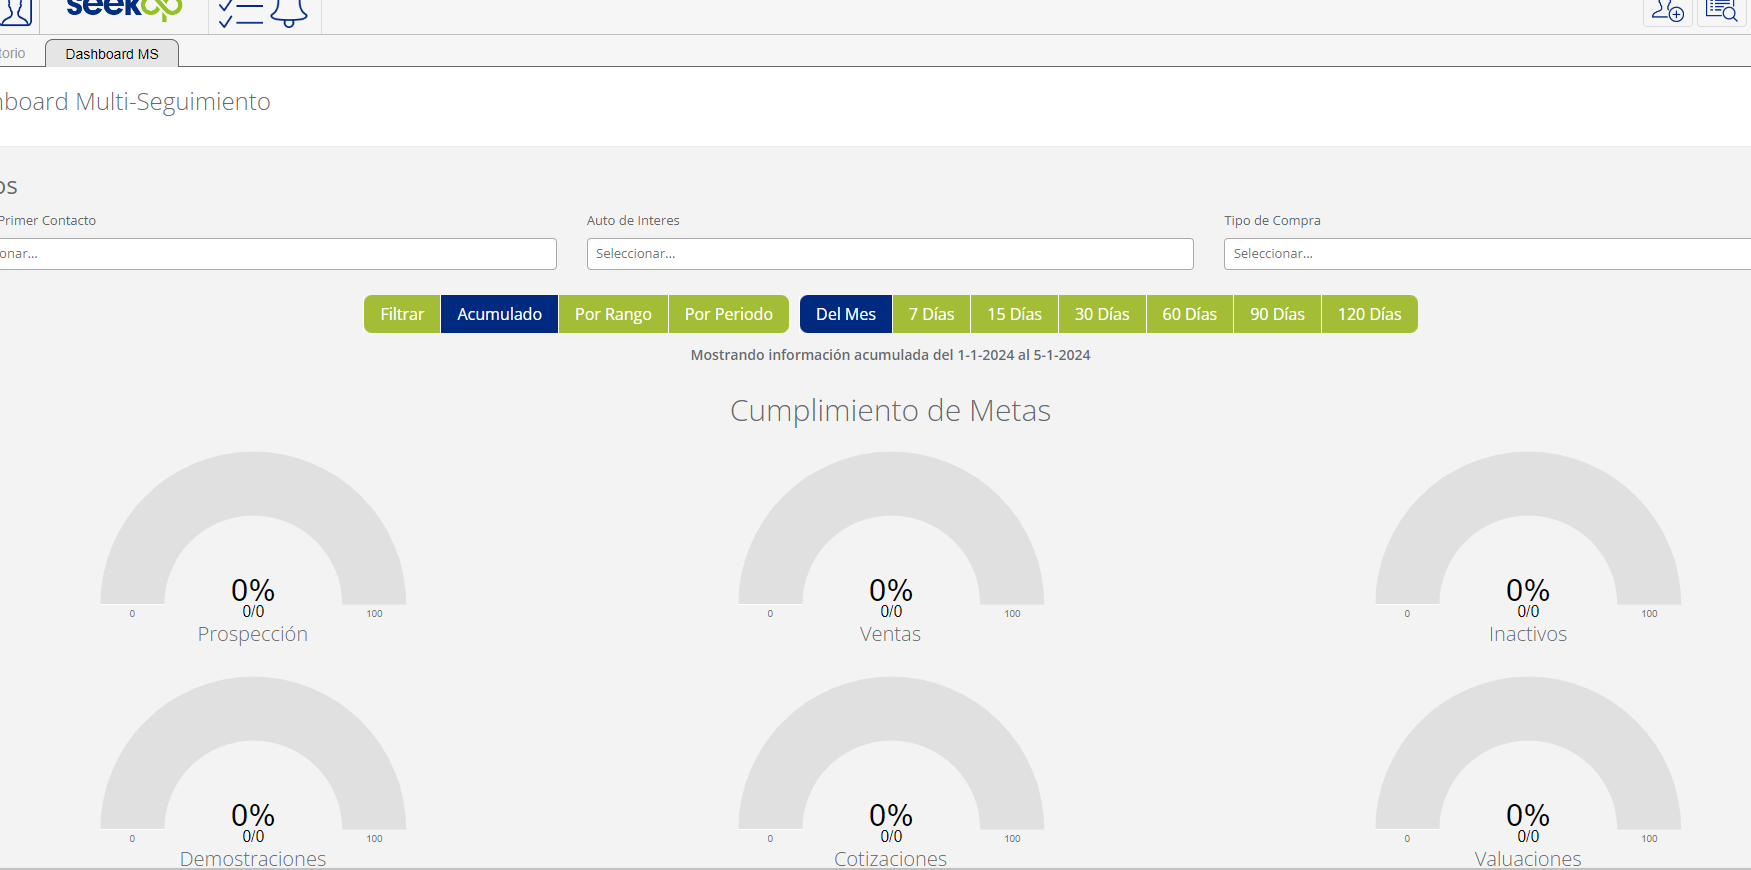 seekop
torio
Dashboard MS
board Multi-Seguimiento
os
Primer Contacto
Auto de Interes
Tipo de Compra
onar...
Seleccionar...
Seleccionar...
Filtrar Acumulado Por Rango Por Periodo Del Mes 7 Días 15 Días 30 Días 60 Días 90 Días 120 Días
Mostrando información acumulada del 1-1-2024 al 5-1-2024
Cumplimiento de Metas
0%
0/0
0 100
Prospección
0%
0/0
0 100
Ventas
0%
0/0
0 100
Inactivos
0%
0/0
0 100
Demostraciones
0%
0/0
0 100
Cotizaciones
0%
0/0
0 100
Valuaciones